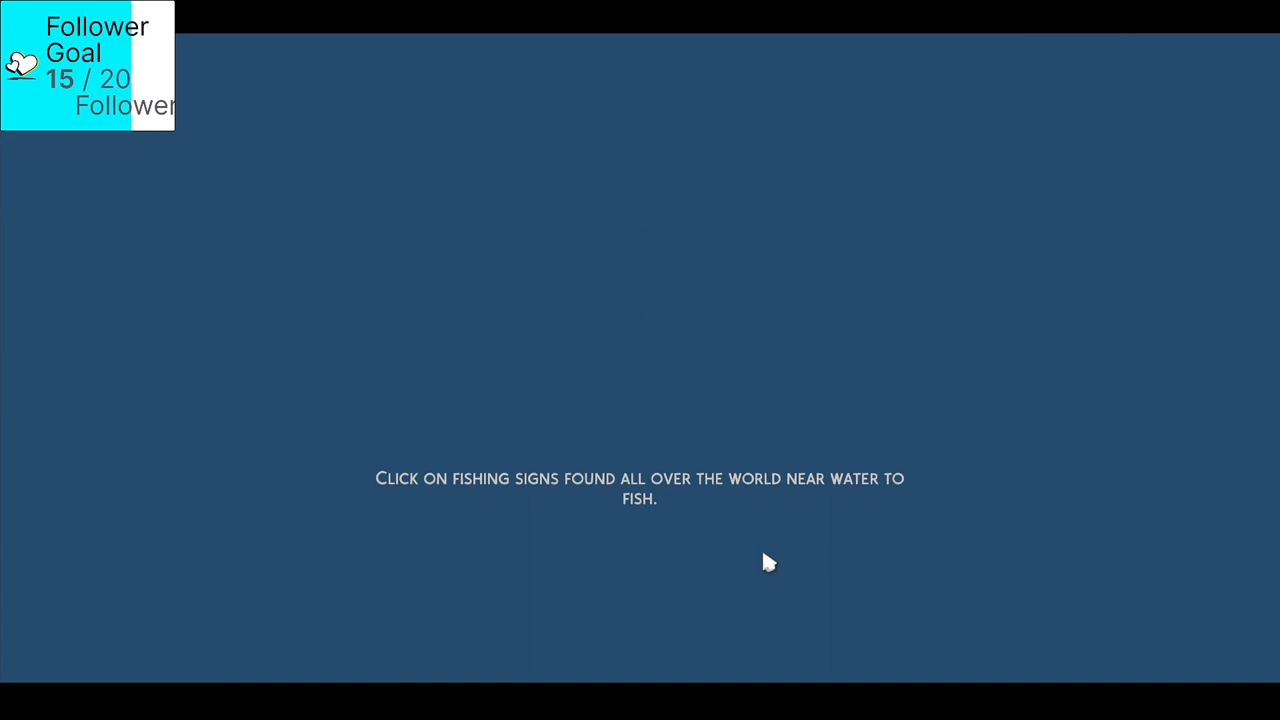 Follower
Goal
15 / 20
Follower
Click on fishing signs found all over the world near water to
fish.